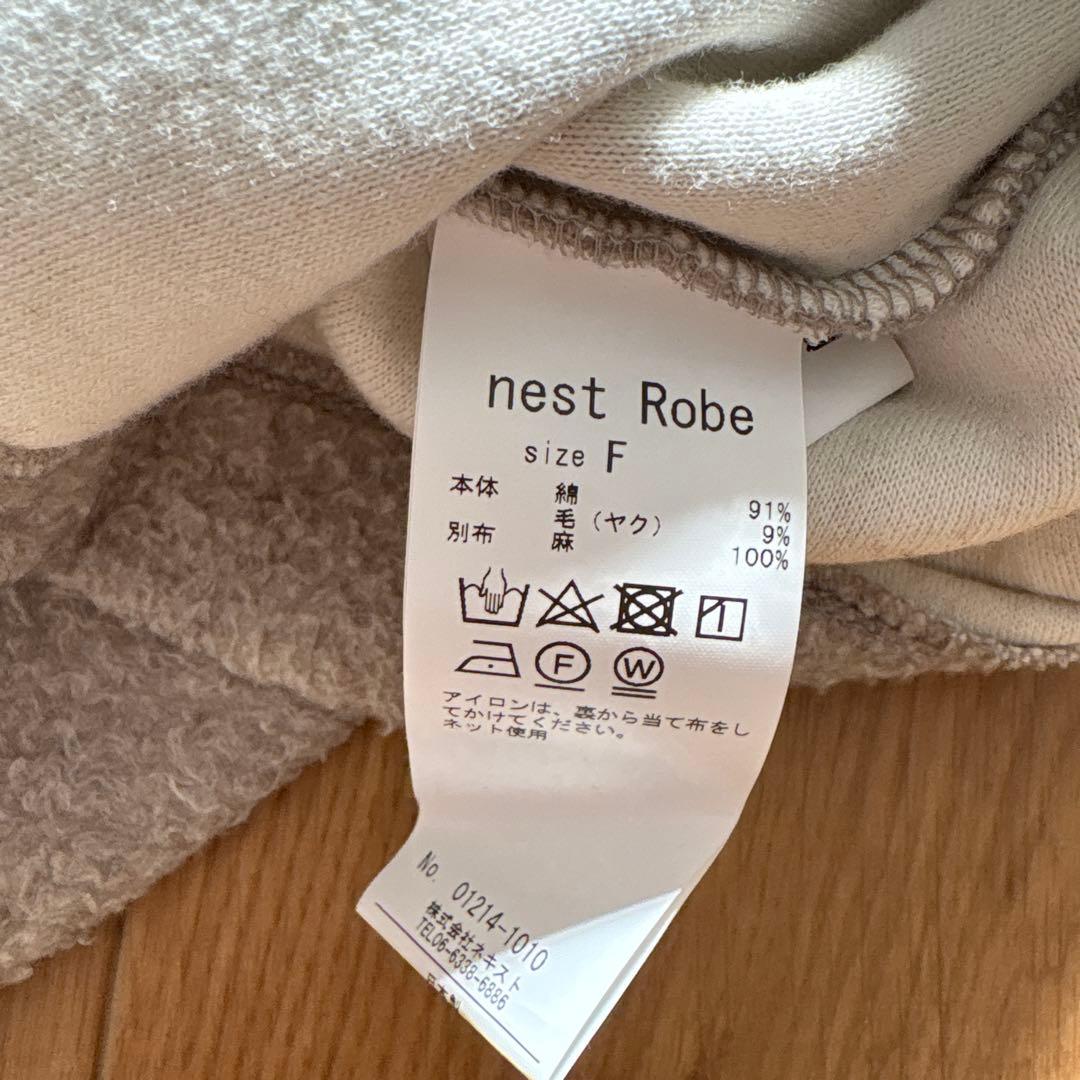 nest Robe
size F
本体 綿 91%
毛(ヤク) 9%
別布 麻 100%
F W
アイロンは、裏から当て布をし
てかけてください。
ネット使用
No. 01214-1010
株式会社ネキスト
TEL06-6338-6886